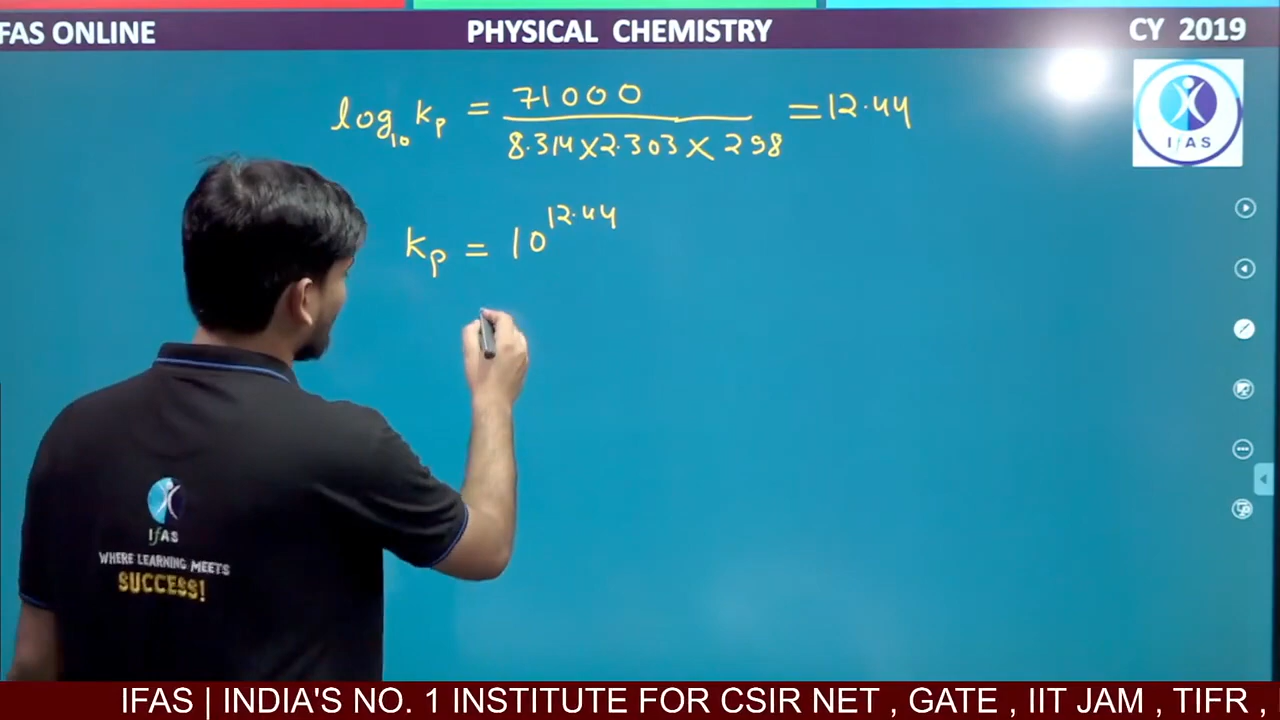 FAS ONLINE
PHYSICAL CHEMISTRY
CY 2019
log₁₀ Kp = 71000 / 8.314×2.303×298 = 12.44
Kp = 10^12.44
IfAS
IfAS
WHERE LEARNING MEETS
SUCCESS!
IFAS | INDIA'S NO. 1 INSTITUTE FOR CSIR NET , GATE , IIT JAM , TIFR ,